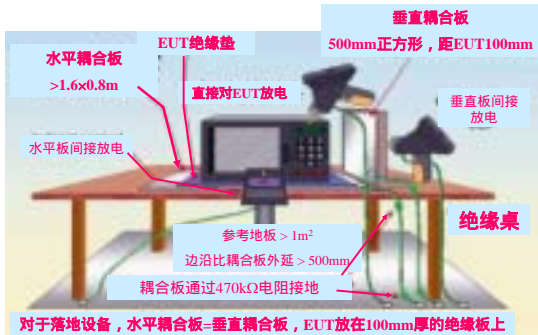 垂直耦合板
500mm正方形，距EUT100mm
EUT绝缘垫
水平耦合板
>1.6×0.8m
直接对EUT放电
垂直板间接
放电
水平板间接放电
绝缘桌
参考地板 > 1m²
边沿比耦合板外延 > 500mm
耦合板通过470kΩ电阻接地
对于落地设备，水平耦合板=垂直耦合板，EUT放在100mm厚的绝缘板上